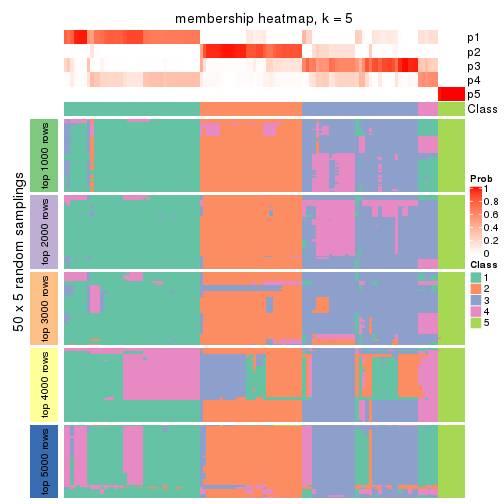 membership heatmap, k = 5
p1
p2
p3
p4
p5
Class
50 x 5 random samplings
top 1000 rows
top 2000 rows
top 3000 rows
top 4000 rows
top 5000 rows
Prob
1
0.8
0.6
0.4
0.2
0
Class
1
2
3
4
5